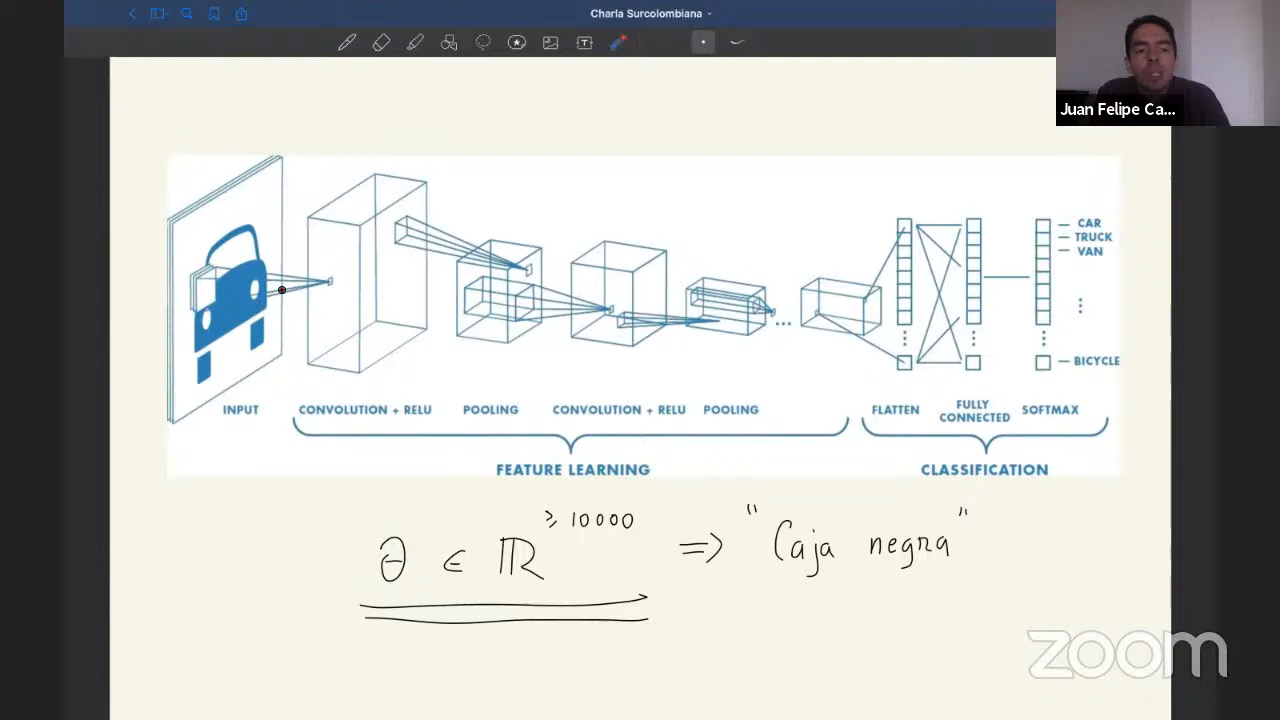 Charla Surcolombiana
Juan Felipe Ca...
CAR
TRUCK
VAN
BICYCLE
INPUT
CONVOLUTION + RELU
POOLING
CONVOLUTION + RELU
POOLING
FLATTEN
FULLY
CONNECTED
SOFTMAX
FEATURE LEARNING
CLASSIFICATION
θ ∈ ℝ^{≥ 10000} ⇒ "Caja negra"
zoom